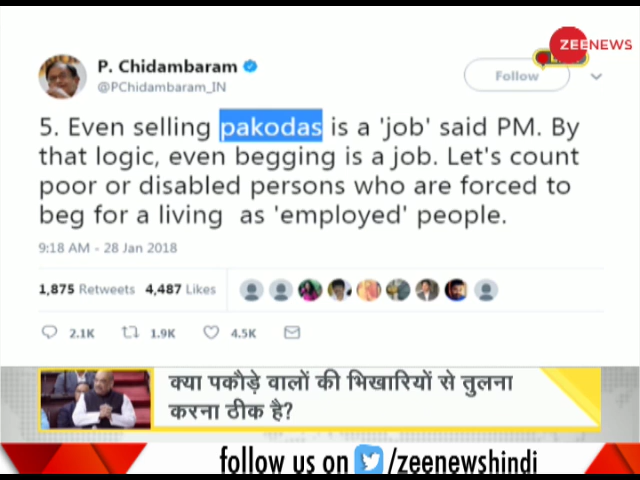 ZEENEWS
P. Chidambaram
@PChidambaram_IN
Follow
5. Even selling pakodas is a 'job' said PM. By
that logic, even begging is a job. Let's count
poor or disabled persons who are forced to
beg for a living as 'employed' people.
9:18 AM - 28 Jan 2018
1,875 Retweets 4,487 Likes
2.1K 1.9K 4.5K
क्या पकौड़े वालों की भिखारियों से तुलना
करना ठीक है?
follow us on /zeenewshindi